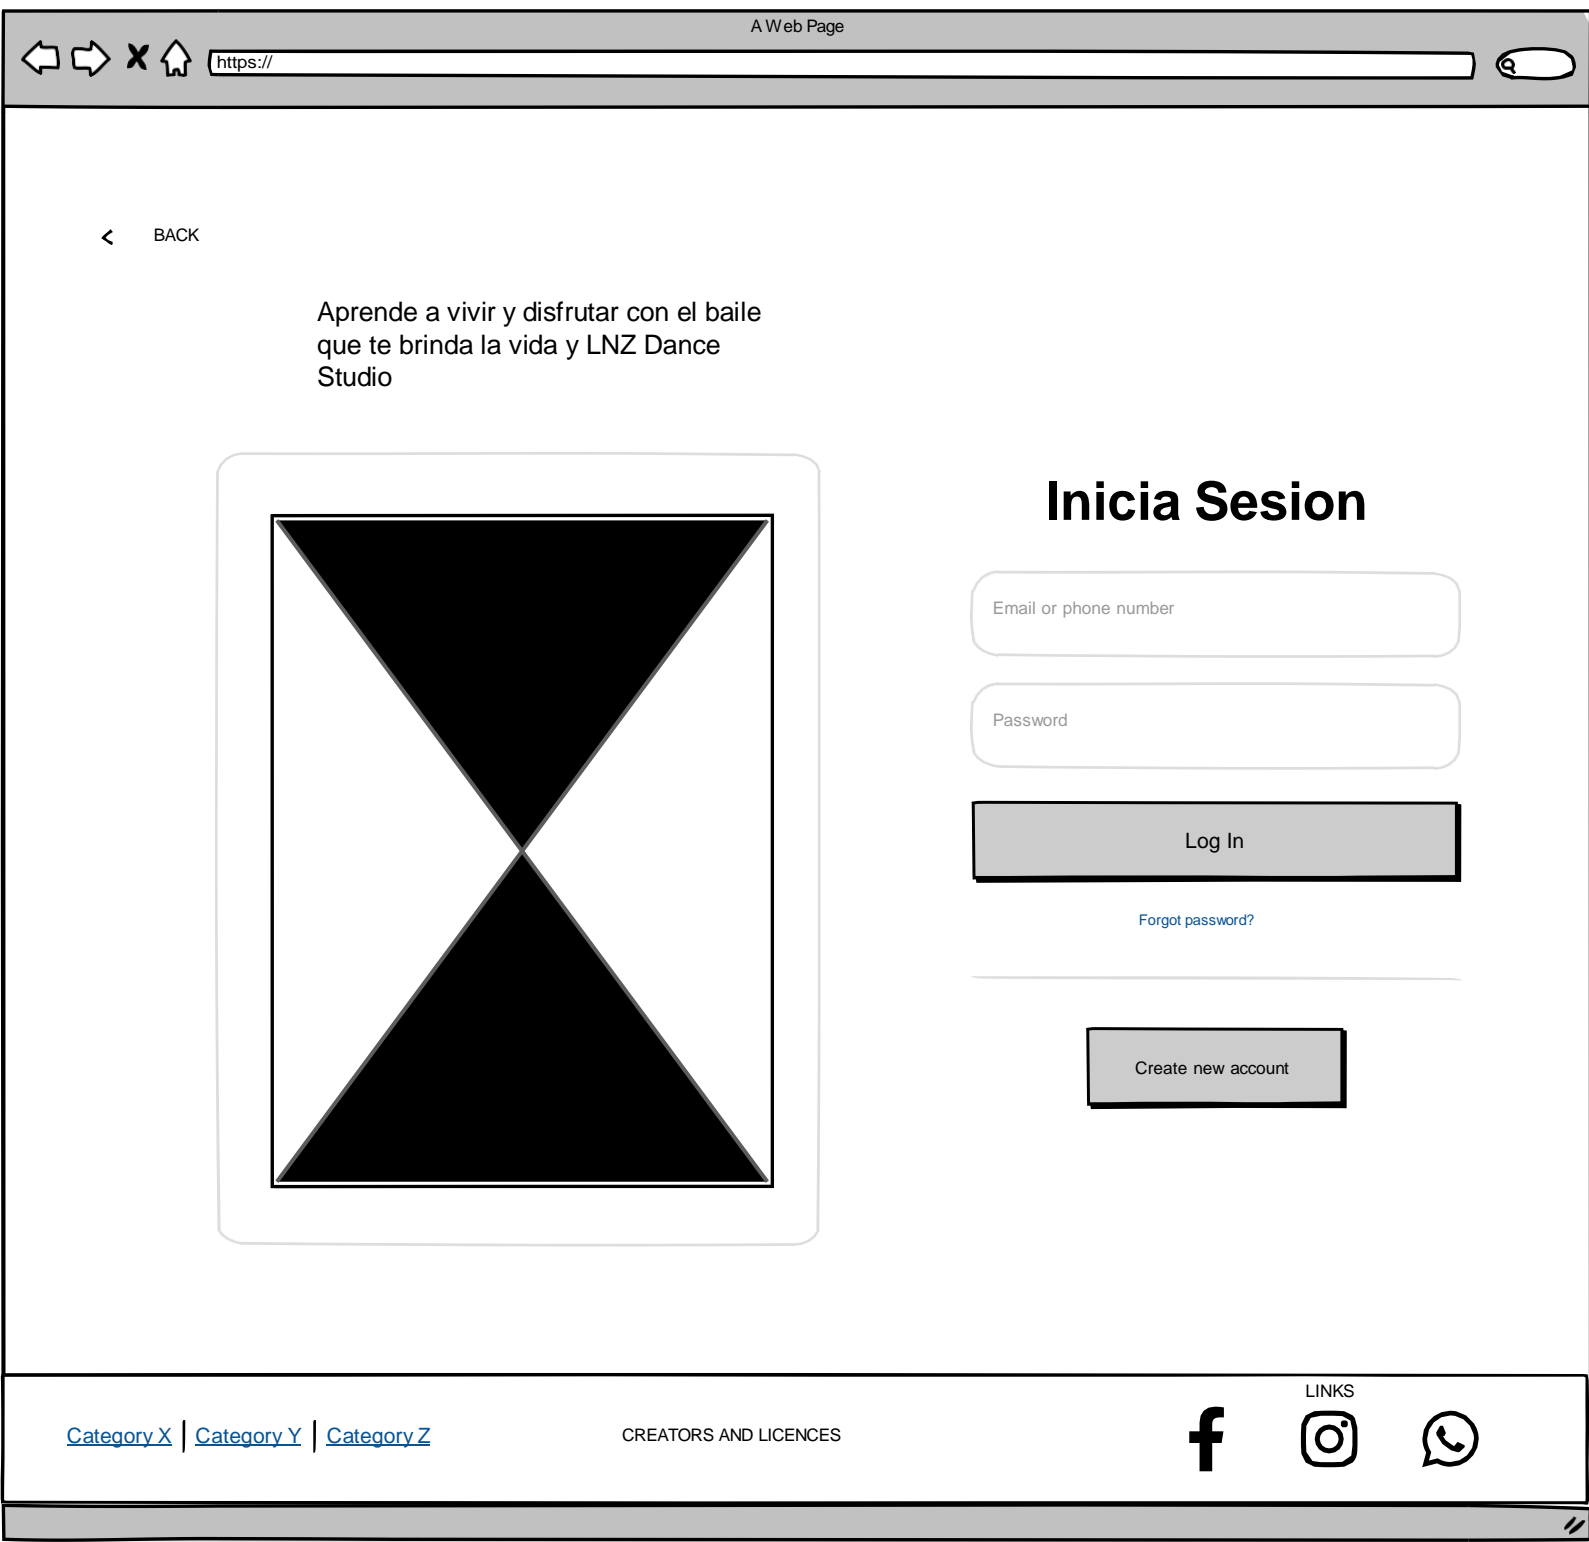 A Web Page
https://
BACK
Aprende a vivir y disfrutar con el baile
que te brinda la vida y LNZ Dance
Studio
Inicia Sesion
Email or phone number
Password
Log In
Forgot password?
Create new account
LINKS
Category X | Category Y | Category Z
CREATORS AND LICENCES